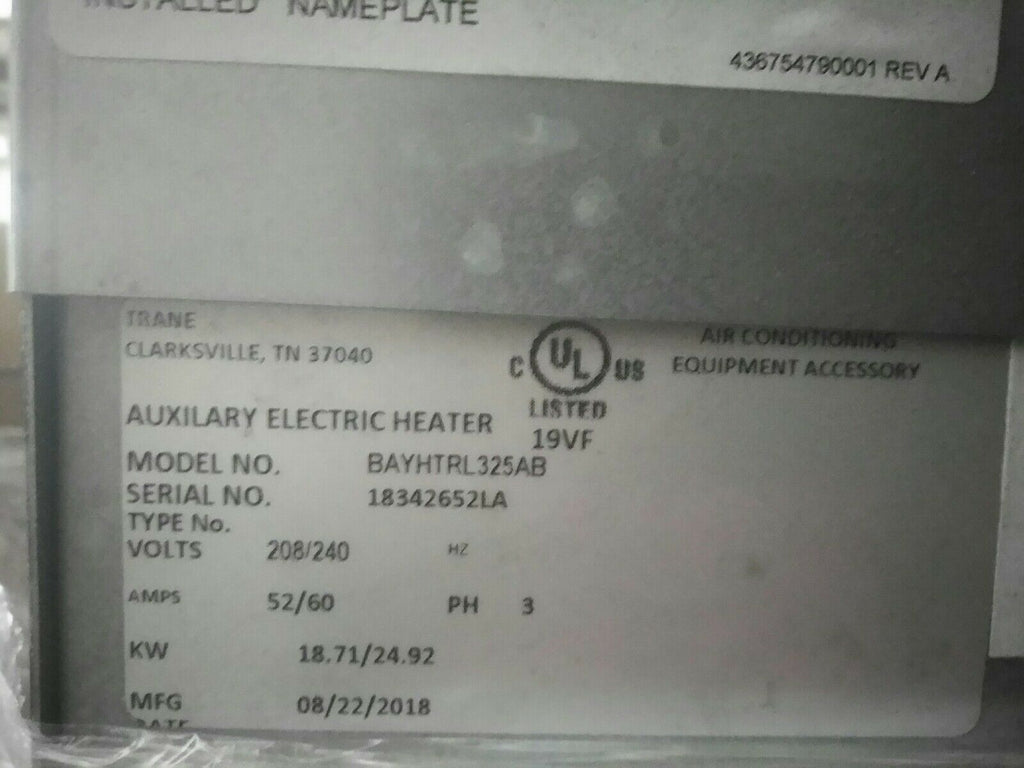 INSTALLED NAMEPLATE
436754790001 REV A
TRANE
CLARKSVILLE, TN 37040
C UL US
LISTED
19VF
AIR CONDITIONING
EQUIPMENT ACCESSORY
AUXILARY ELECTRIC HEATER
MODEL NO. BAYHTRL325AB
SERIAL NO. 18342652LA
TYPE No.
VOLTS 208/240 HZ
AMPS 52/60 PH 3
KW 18.71/24.92
MFG 08/22/2018
DATE